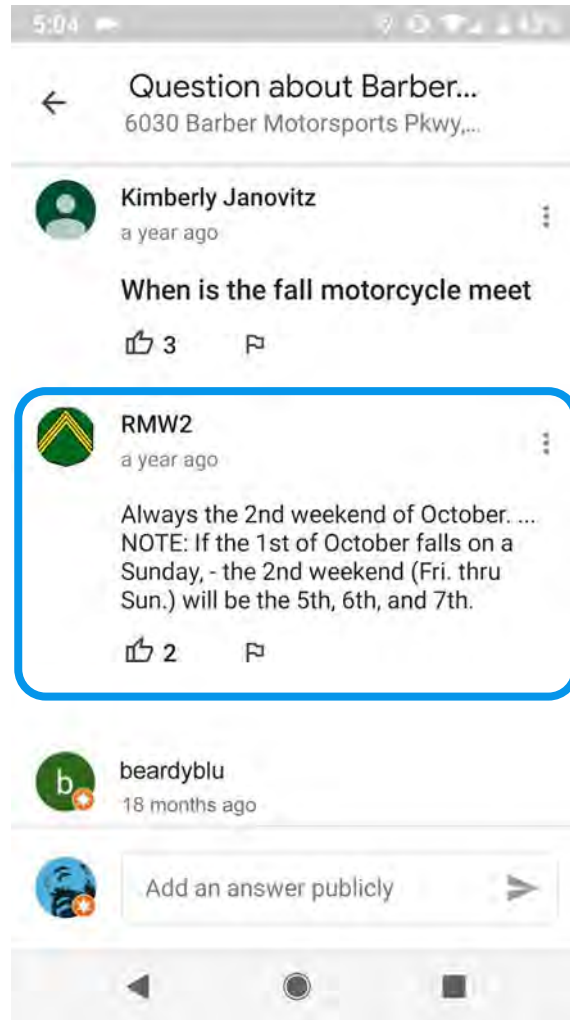 5:04
43%
Question about Barber...
6030 Barber Motorsports Pkwy,...
Kimberly Janovitz
a year ago
When is the fall motorcycle meet
3
RMW2
a year ago
Always the 2nd weekend of October. ...
NOTE: If the 1st of October falls on a
Sunday, - the 2nd weekend (Fri. thru
Sun.) will be the 5th, 6th, and 7th.
2
b
beardyblu
18 months ago
Add an answer publicly